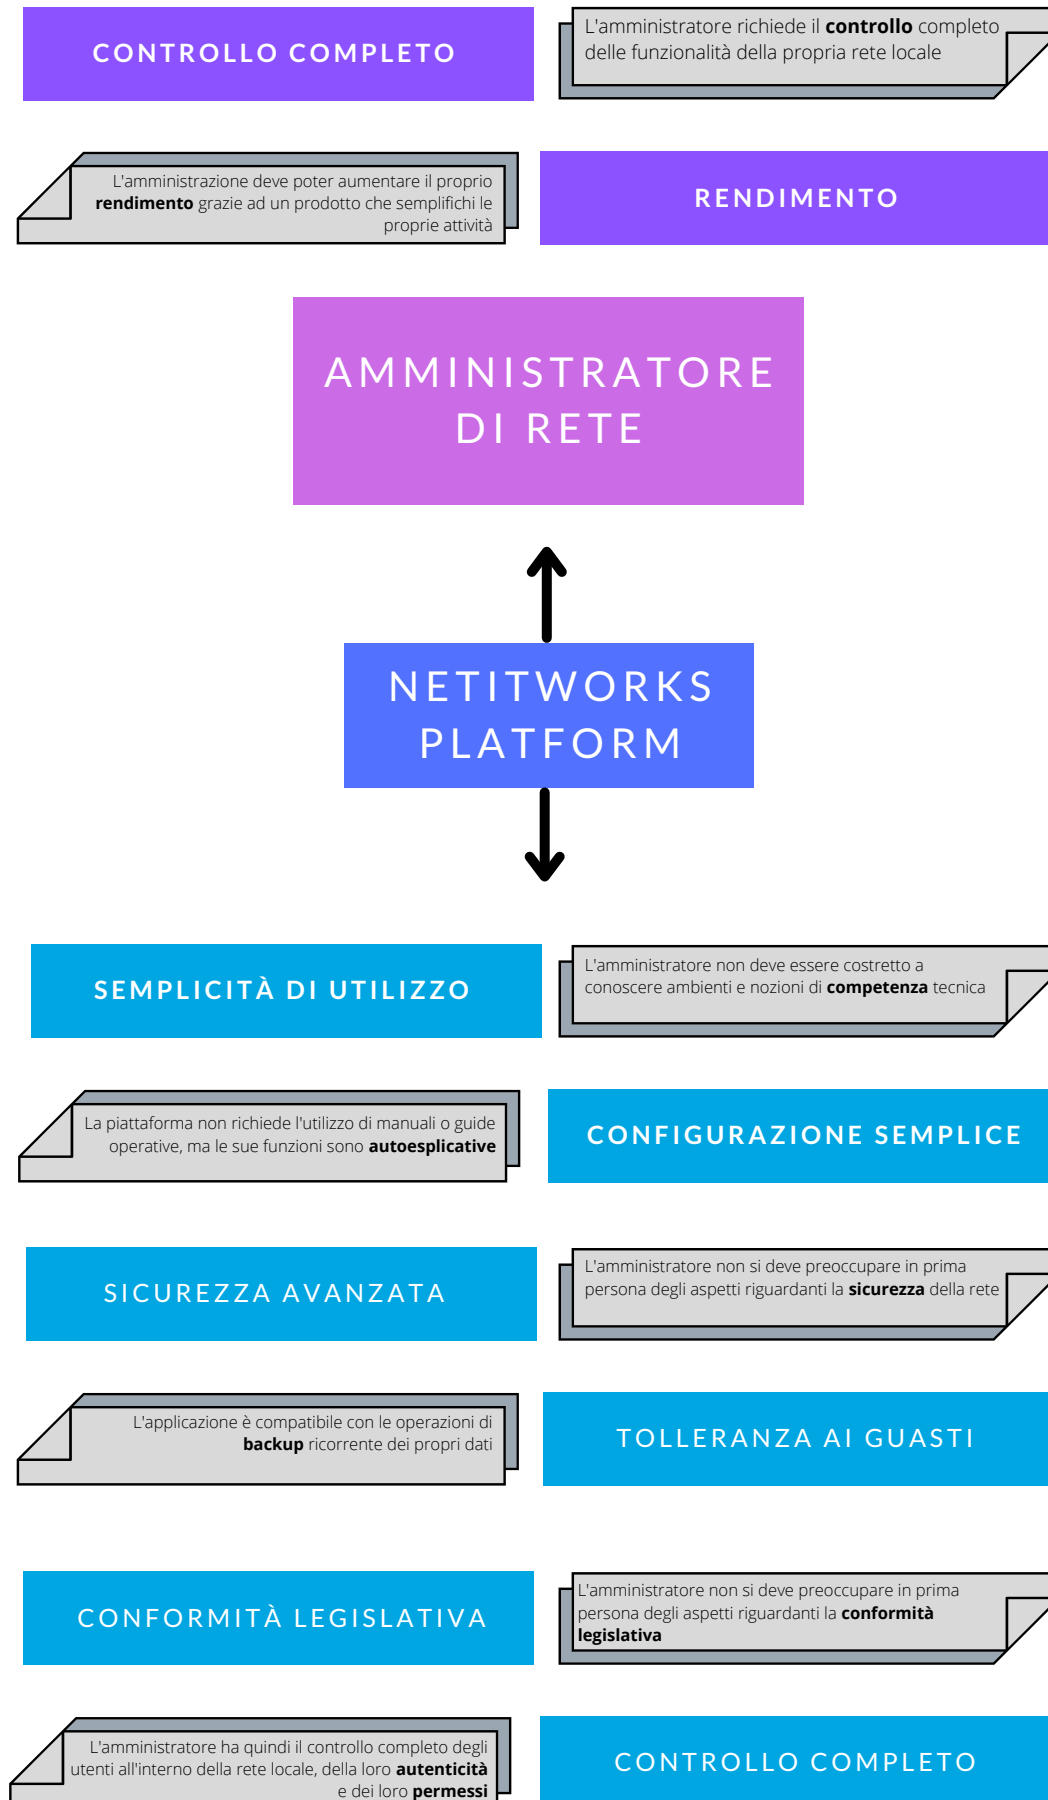 CONTROLLO COMPLETO
L'amministratore richiede il controllo completo
delle funzionalità della propria rete locale
L'amministrazione deve poter aumentare il proprio
rendimento grazie ad un prodotto che semplifichi le
proprie attività
RENDIMENTO
AMMINISTRATORE
DI RETE
NETITWORKS
PLATFORM
SEMPLICITÀ DI UTILIZZO
L'amministratore non deve essere costretto a
conoscere ambienti e nozioni di competenza tecnica
La piattaforma non richiede l'utilizzo di manuali o guide
operative, ma le sue funzioni sono autoesplicative
CONFIGURAZIONE SEMPLICE
SICUREZZA AVANZATA
L'amministratore non si deve preoccupare in prima
persona degli aspetti riguardanti la sicurezza della rete
L'applicazione è compatibile con le operazioni di
backup ricorrente dei propri dati
TOLLERANZA AI GUASTI
CONFORMITÀ LEGISLATIVA
L'amministratore non si deve preoccupare in prima
persona degli aspetti riguardanti la conformità
legislativa
L'amministratore ha quindi il controllo completo degli
utenti all'interno della rete locale, della loro autenticità
e dei loro permessi
CONTROLLO COMPLETO